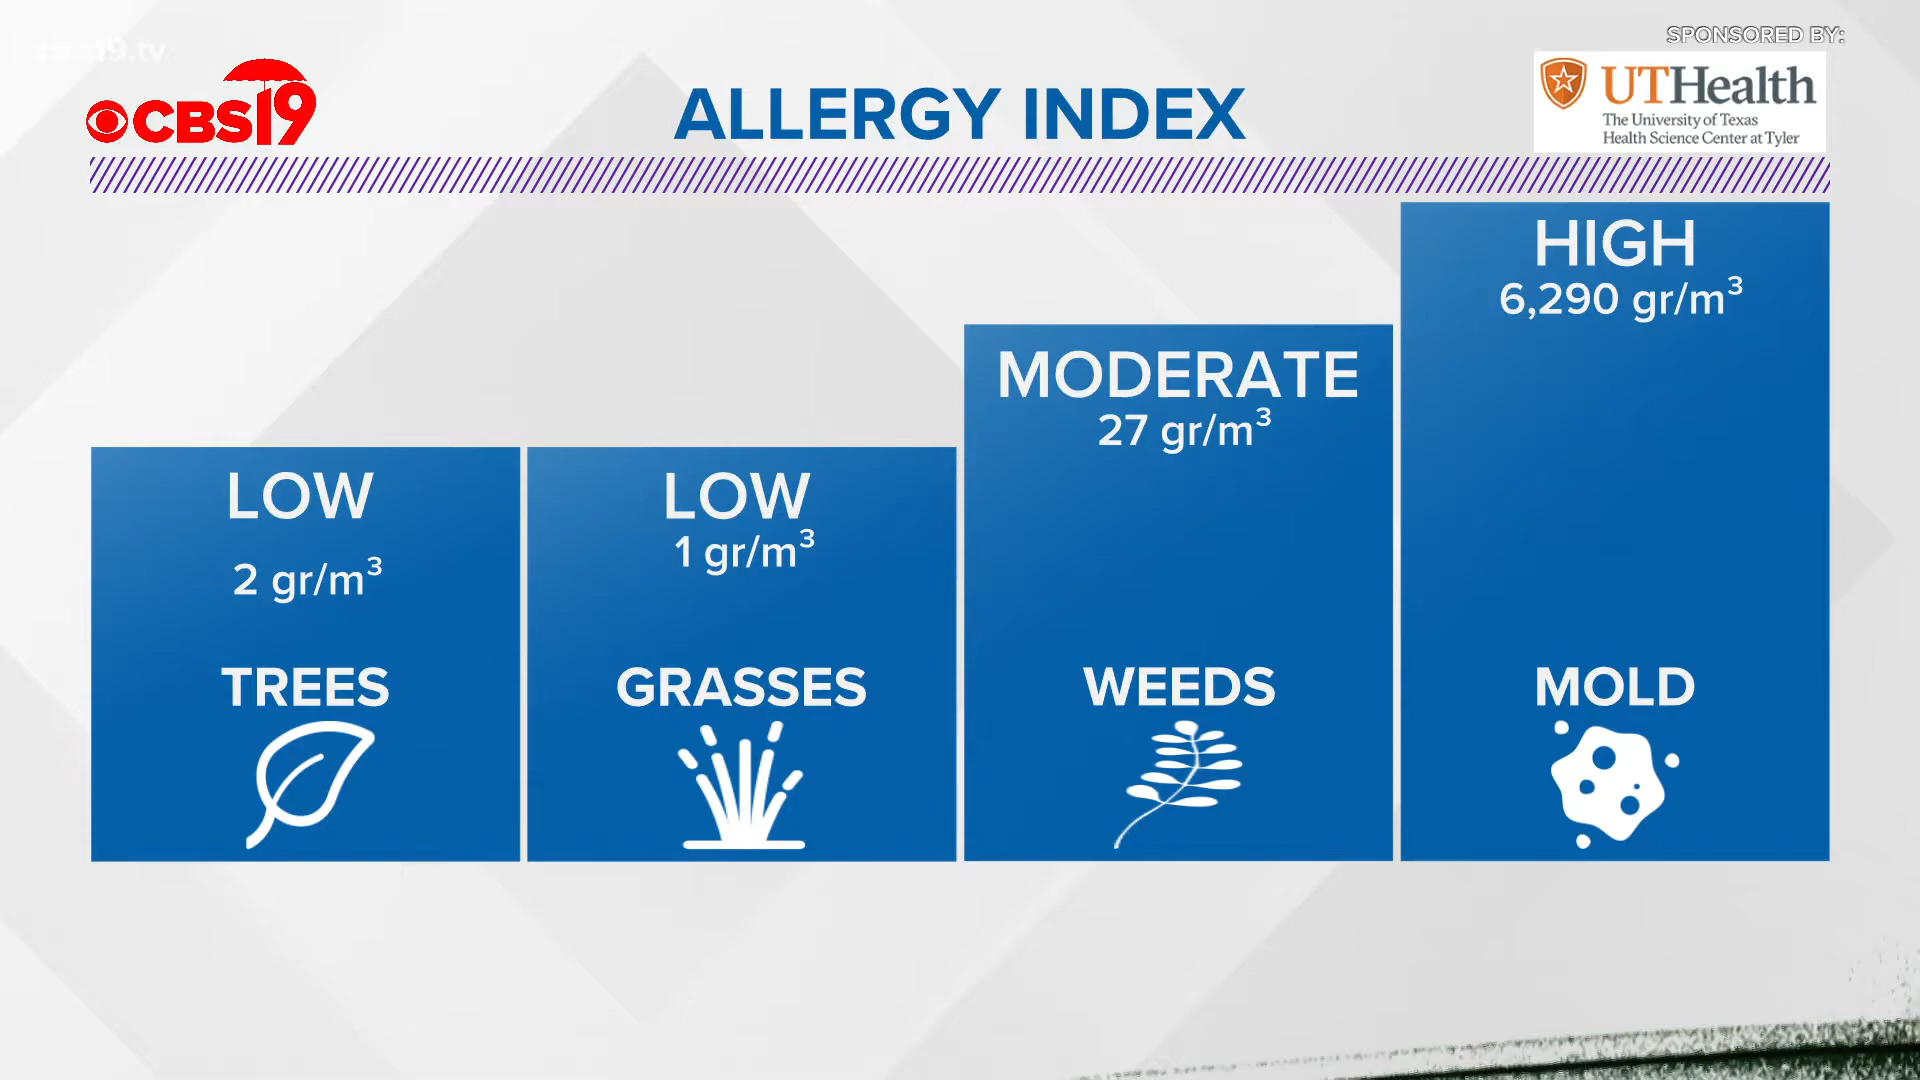 CBS19
ALLERGY INDEX
SPONSORED BY:
UTHealth
The University of Texas
Health Science Center at Tyler
LOW
2 gr/m³
TREES
LOW
1 gr/m³
GRASSES
MODERATE
27 gr/m³
WEEDS
HIGH
6,290 gr/m³
MOLD